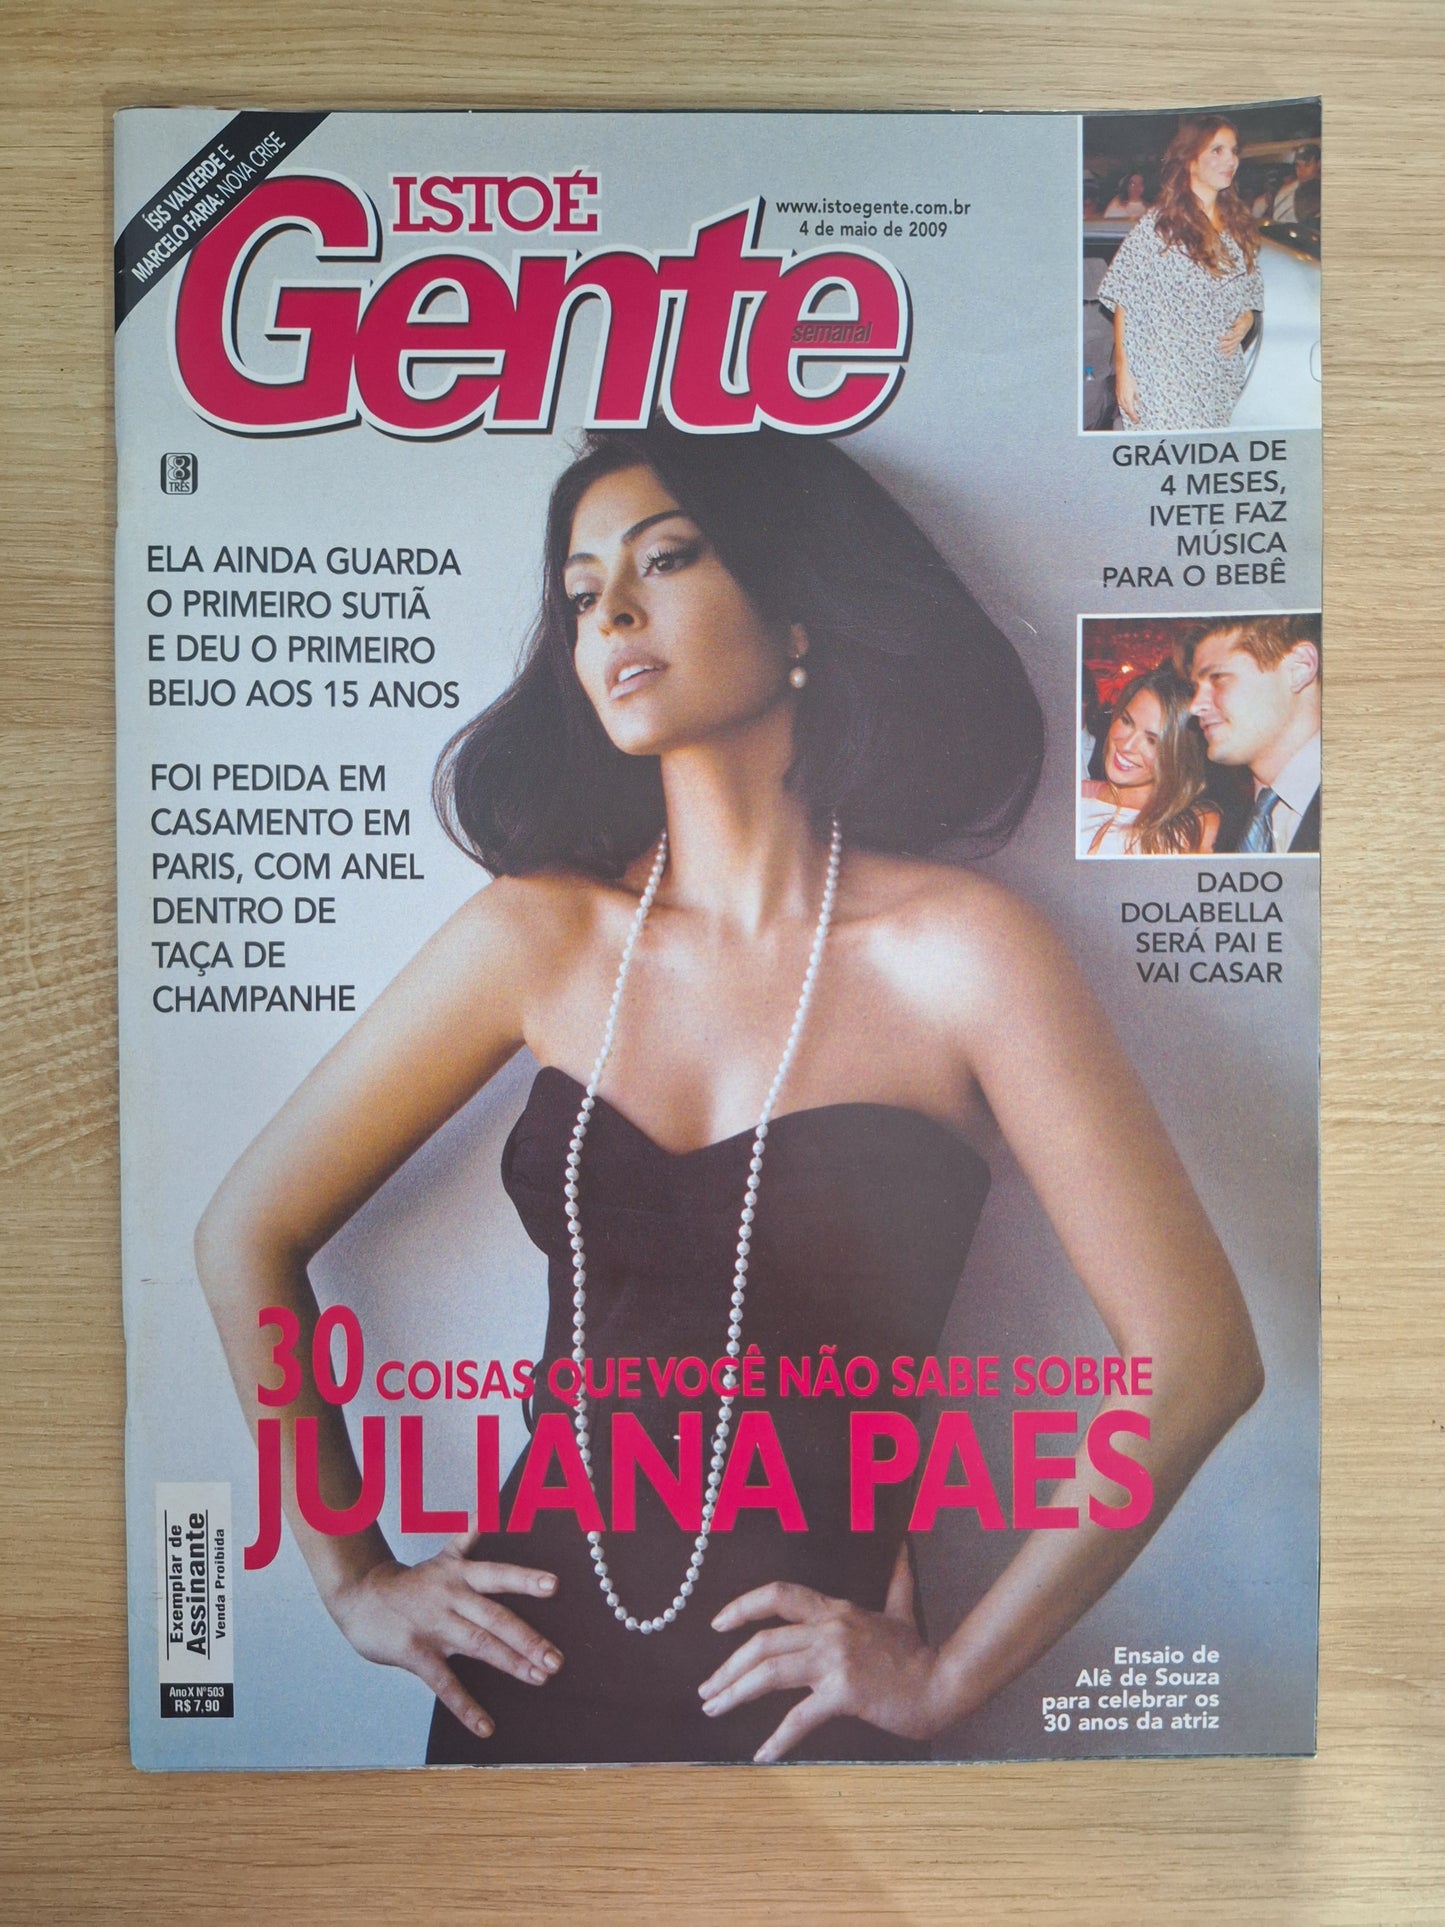 ÍSIS VALVERDE E
MARCELO FARIA: NOVA CRISE
ISTOÉ
Gente
semanal
www.istoegente.com.br
4 de maio de 2009
TRÊS
GRÁVIDA DE
4 MESES,
IVETE FAZ
MÚSICA
PARA O BEBÊ
ELA AINDA GUARDA
O PRIMEIRO SUTIÃ
E DEU O PRIMEIRO
BEIJO AOS 15 ANOS
FOI PEDIDA EM
CASAMENTO EM
PARIS, COM ANEL
DENTRO DE
TAÇA DE
CHAMPANHE
DADO
DOLABELLA
SERÁ PAI E
VAI CASAR
30 COISAS QUE VOCÊ NÃO SABE SOBRE
JULIANA PAES
Exemplar de
Assinante
Venda Proibida
Ano X Nº 503
R$ 7,90
Ensaio de
Alê de Souza
para celebrar os
30 anos da atriz